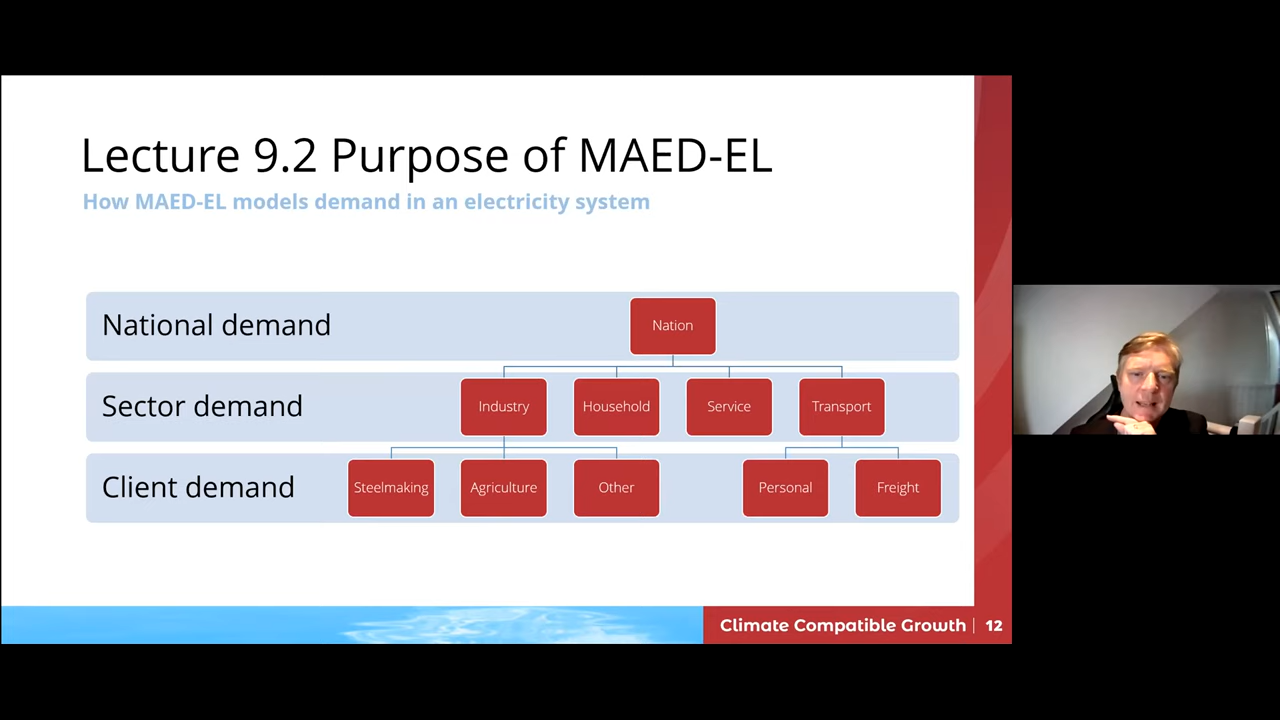 Lecture 9.2 Purpose of MAED-EL
How MAED-EL models demand in an electricity system
National demand
Nation
Sector demand
Industry
Household
Service
Transport
Client demand
Steelmaking
Agriculture
Other
Personal
Freight
Climate Compatible Growth | 12